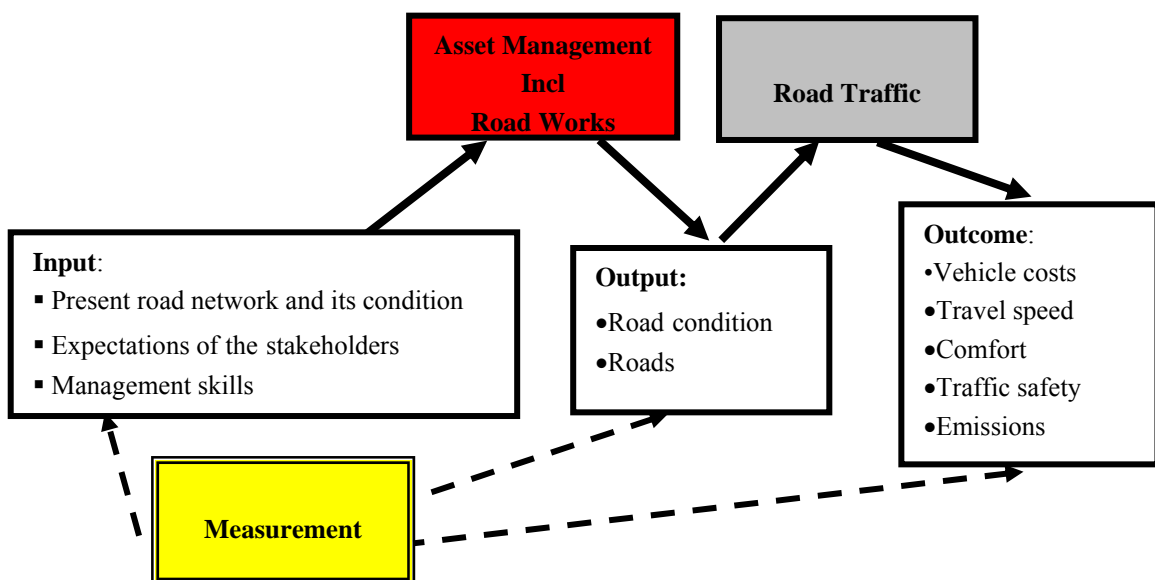 Asset Management
Incl
Road Works
Road Traffic
Input:
▪ Present road network and its condition
▪ Expectations of the stakeholders
▪ Management skills
Output:
•Road condition
•Roads
Outcome:
•Vehicle costs
•Travel speed
•Comfort
•Traffic safety
•Emissions
Measurement